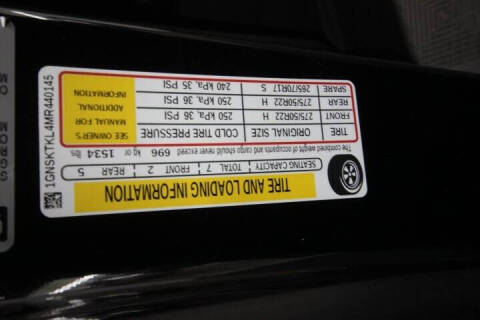 TIRE AND LOADING INFORMATION
SEATING CAPACITY TOTAL 7 FRONT 2 REAR 5
The combined weight of occupants and cargo should never exceed 696 kg or 1534 lbs
TIRE ORIGINAL SIZE COLD TIRE PRESSURE
FRONT 275/50R22 H 250 kPa, 36 PSI
REAR 275/50R22 H 250 kPa, 36 PSI
SPARE 265/70R17 S 240 kPa, 35 PSI
SEE OWNER'S
MANUAL FOR
ADDITIONAL
INFORMATION
1GNSKTKL4MR440145